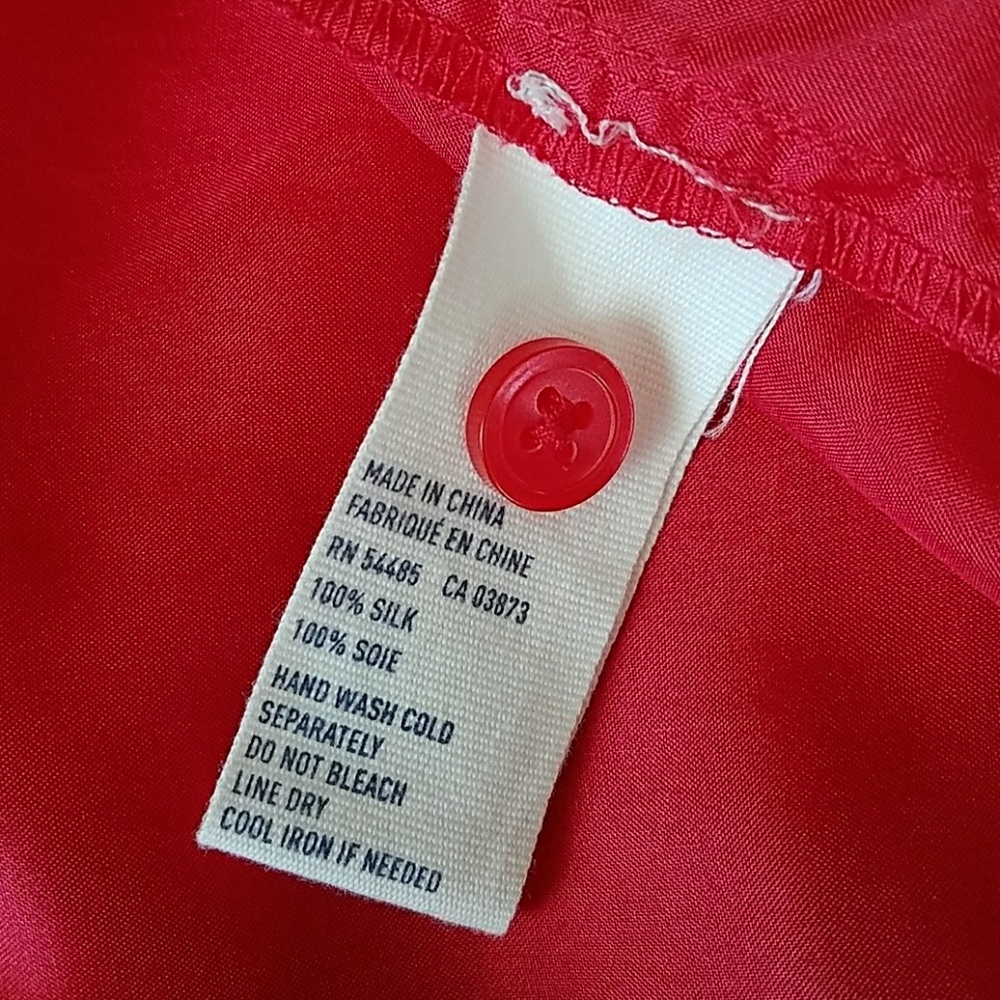 MADE IN CHINA
FABRIQUÉ EN CHINE
RN 54485 CA 03873
100% SILK
100% SOIE
HAND WASH COLD
SEPARATELY
DO NOT BLEACH
LINE DRY
COOL IRON IF NEEDED